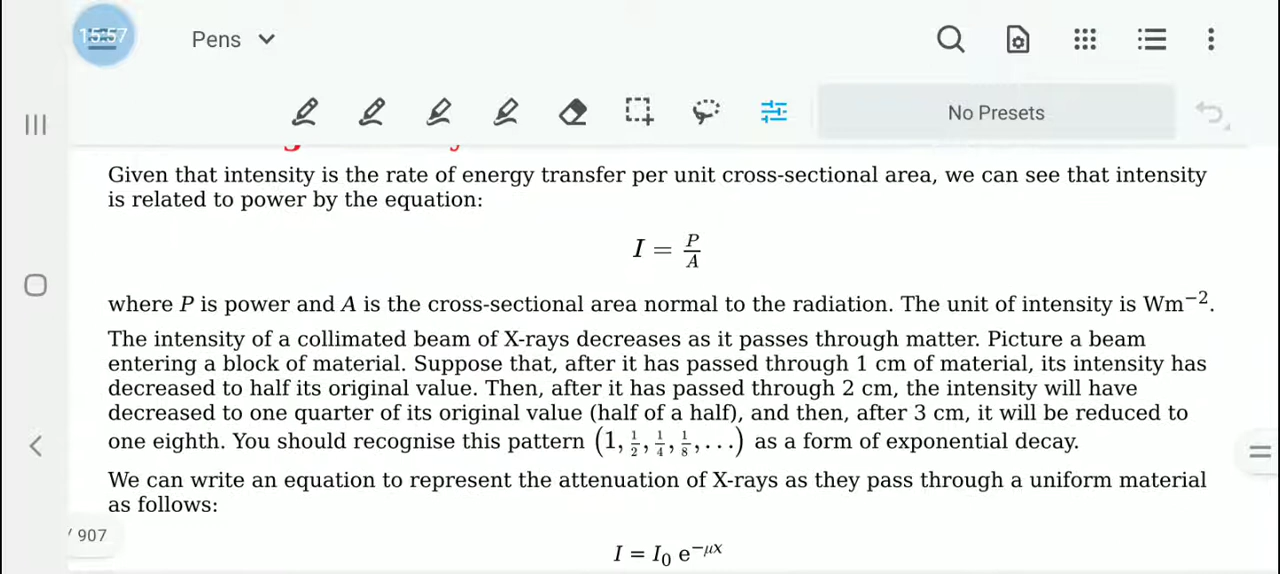 15:57
Pens
No Presets
Given that intensity is the rate of energy transfer per unit cross-sectional area, we can see that intensity
is related to power by the equation:
I = P/A
where P is power and A is the cross-sectional area normal to the radiation. The unit of intensity is Wm⁻².
The intensity of a collimated beam of X-rays decreases as it passes through matter. Picture a beam
entering a block of material. Suppose that, after it has passed through 1 cm of material, its intensity has
decreased to half its original value. Then, after it has passed through 2 cm, the intensity will have
decreased to one quarter of its original value (half of a half), and then, after 3 cm, it will be reduced to
one eighth. You should recognise this pattern (1, 1/2, 1/4, 1/8, . . .) as a form of exponential decay.
We can write an equation to represent the attenuation of X-rays as they pass through a uniform material
as follows:
/ 907
I = I₀ e⁻μx